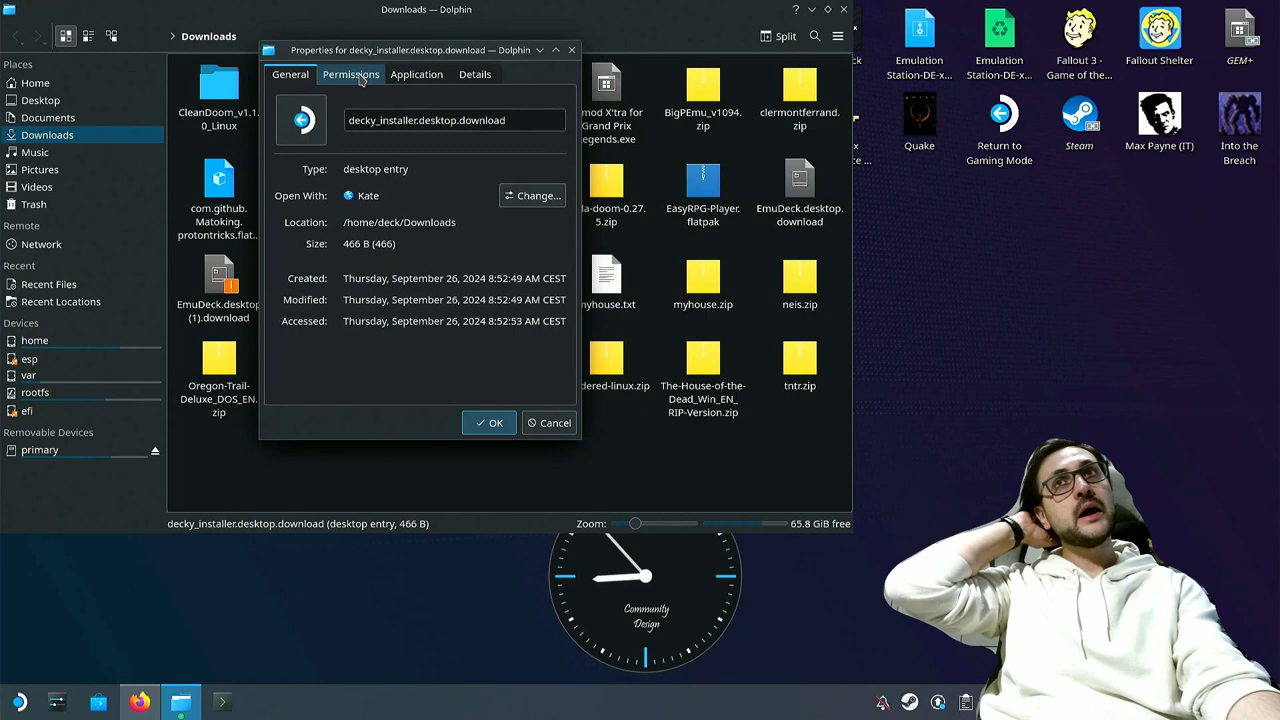 Downloads — Dolphin
Downloads
Split
Places
Home
Desktop
Documents
Downloads
Music
Pictures
Videos
Trash
Remote
Network
Recent
Recent Files
Recent Locations
Devices
home
esp
var
rootfs
efi
Removable Devices
primary
CleanDoom_v1.1.
0_Linux
com.github.
Matoking.
protontricks.flat...
EmuDeck.desktop
(1).download
Oregon-Trail-
Deluxe_DOS_EN.
zip
Properties for decky_installer.desktop.download — Dolphin
General
Permissions
Application
Details
decky_installer.desktop.download
Type: desktop entry
Open With: Kate
Change...
Location: /home/deck/Downloads
Size: 466 B (466)
Created: Thursday, September 26, 2024 8:52:49 AM CEST
Modified: Thursday, September 26, 2024 8:52:49 AM CEST
Accessed: Thursday, September 26, 2024 8:52:53 AM CEST
OK
Cancel
mod X'tra for
Grand Prix
egends.exe
BigPEmu_v1094.
zip
clermontferrand.
zip
la-doom-0.27.
5.zip
EasyRPG-Player.
flatpak
EmuDeck.desktop.
download
myhouse.txt
myhouse.zip
neis.zip
dered-linux.zip
The-House-of-the-
Dead_Win_EN_
RIP-Version.zip
tntr.zip
decky_installer.desktop.download (desktop entry, 466 B)
Zoom:
65.8 GiB free
ck
Emulation
Station-DE-x...
Emulation
Station-DE-x...
Fallout 3 -
Game of the...
Fallout Shelter
GEM+
ce ...
Quake
Return to
Gaming Mode
Steam
Max Payne (IT)
Into the
Breach
Community
Design